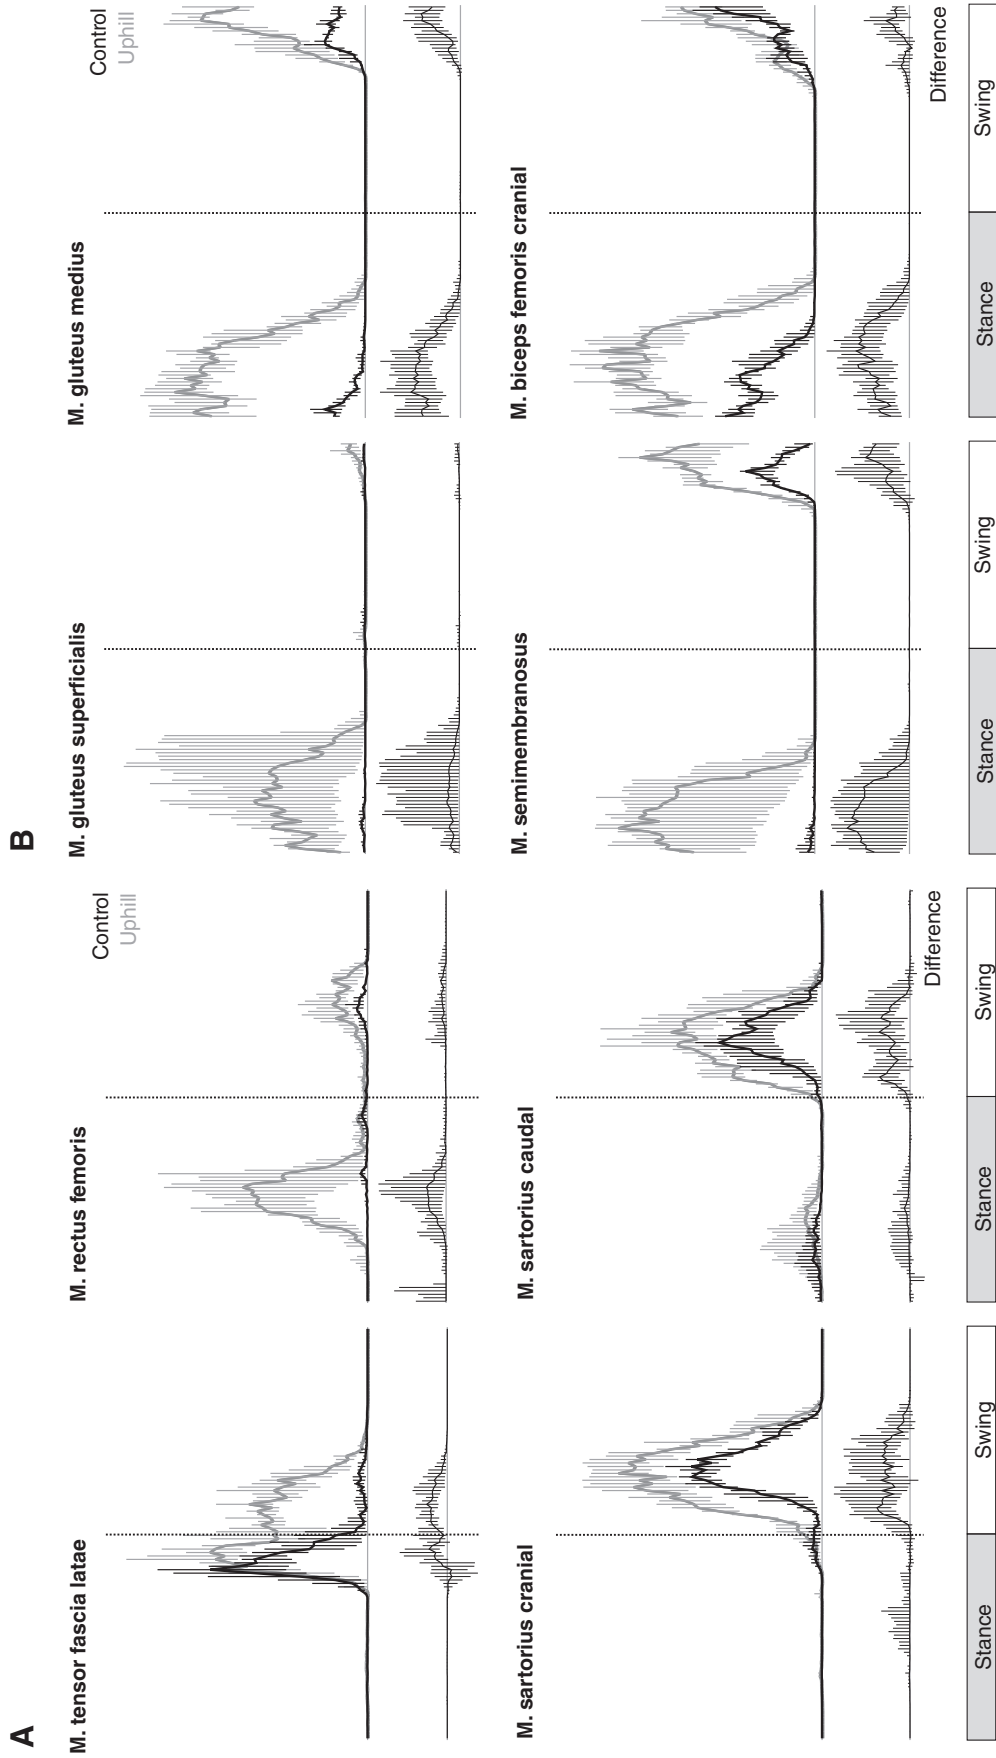 A
M. tensor fascia latae
M. rectus femoris
Control
Uphill
M. sartorius cranial
M. sartorius caudal
Difference
Stance
Swing
Stance
Swing
B
M. gluteus superficialis
M. gluteus medius
Control
Uphill
M. semimembranosus
M. biceps femoris cranial
Difference
Stance
Swing
Stance
Swing